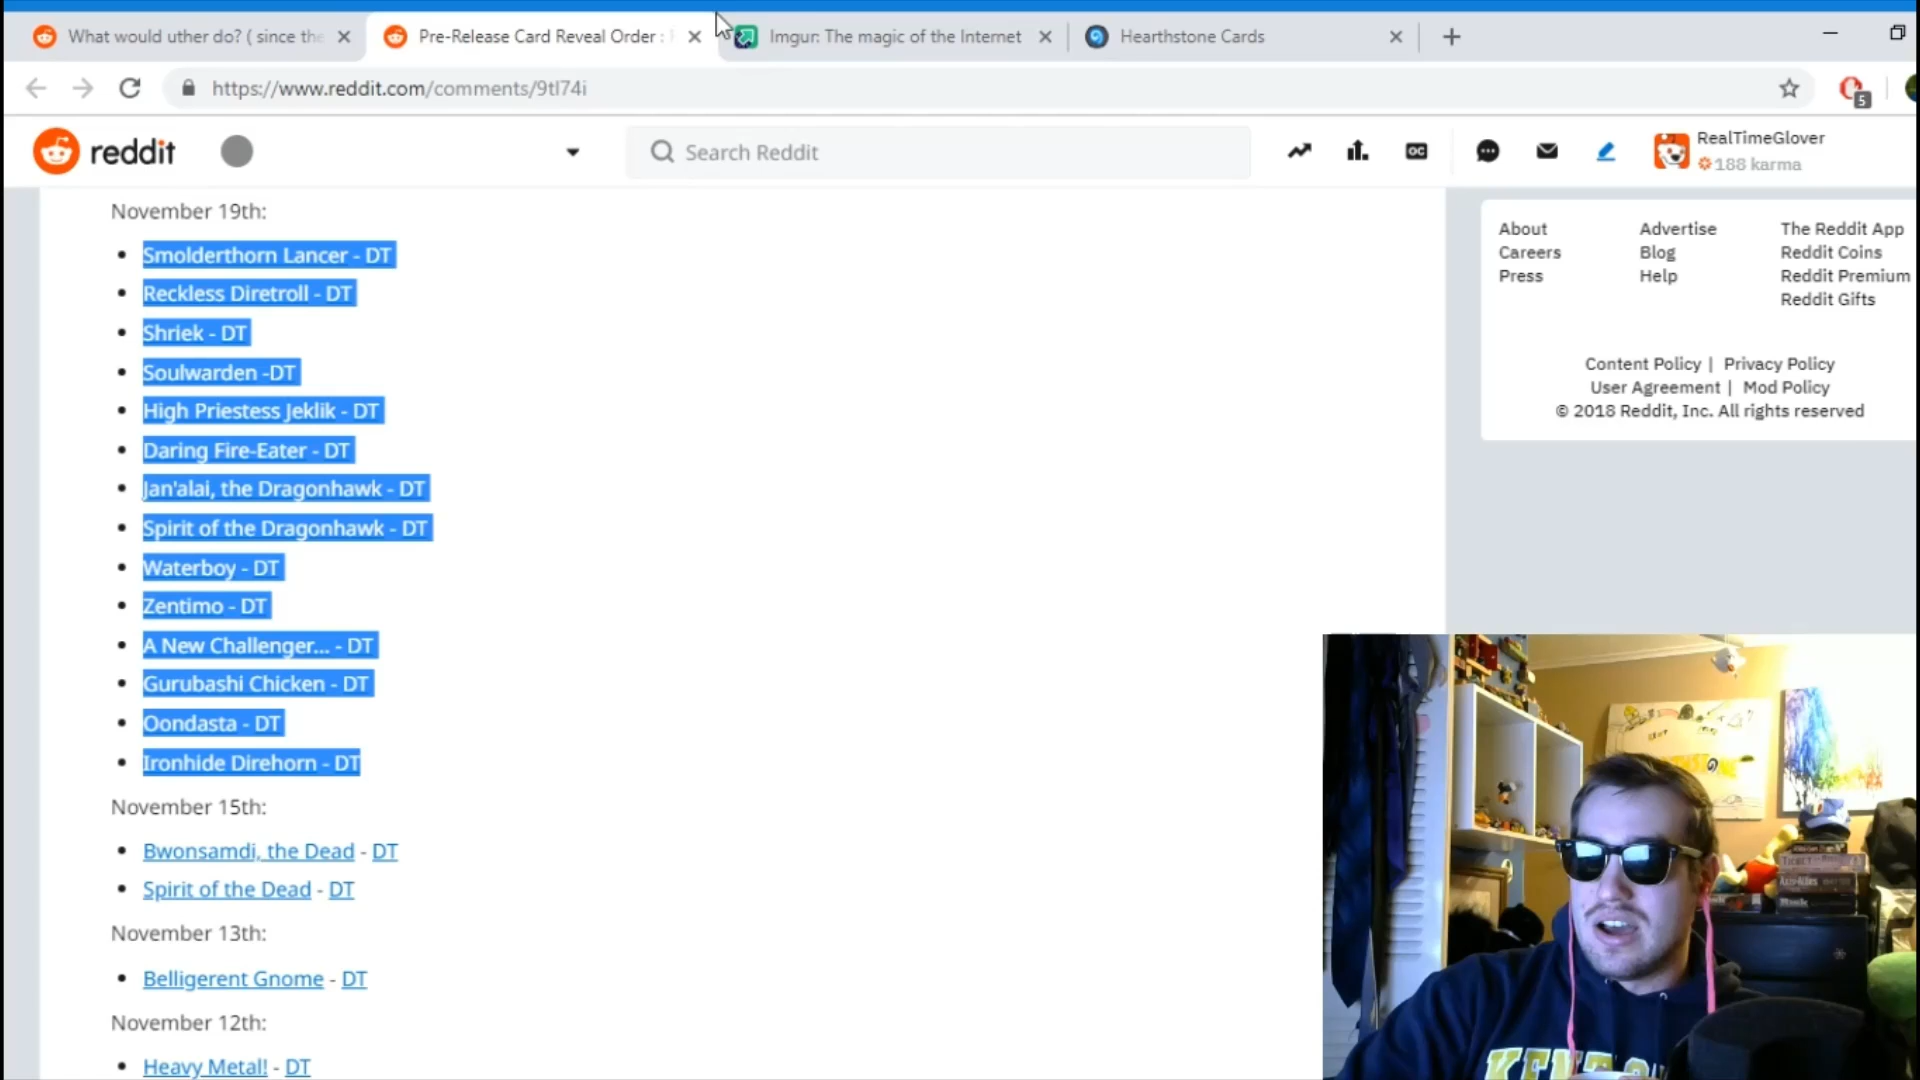 What would uther do? ( since the
Pre-Release Card Reveal Order :
Imgur: The magic of the Internet
Hearthstone Cards
https://www.reddit.com/comments/9tl74i
5
reddit
Search Reddit
OC
RealTimeGlover
188 karma
November 19th:
Smolderthorn Lancer - DT
Reckless Diretroll - DT
Shriek - DT
Soulwarden -DT
High Priestess Jeklik - DT
Daring Fire-Eater - DT
Jan'alai, the Dragonhawk - DT
Spirit of the Dragonhawk - DT
Waterboy - DT
Zentimo - DT
A New Challenger... - DT
Gurubashi Chicken - DT
Oondasta - DT
Ironhide Direhorn - DT
November 15th:
Bwonsamdi, the Dead - DT
Spirit of the Dead - DT
November 13th:
Belligerent Gnome - DT
November 12th:
Heavy Metal! - DT
About Advertise The Reddit App
Careers Blog Reddit Coins
Press Help Reddit Premium
Reddit Gifts
Content Policy | Privacy Policy
User Agreement | Mod Policy
© 2018 Reddit, Inc. All rights reserved